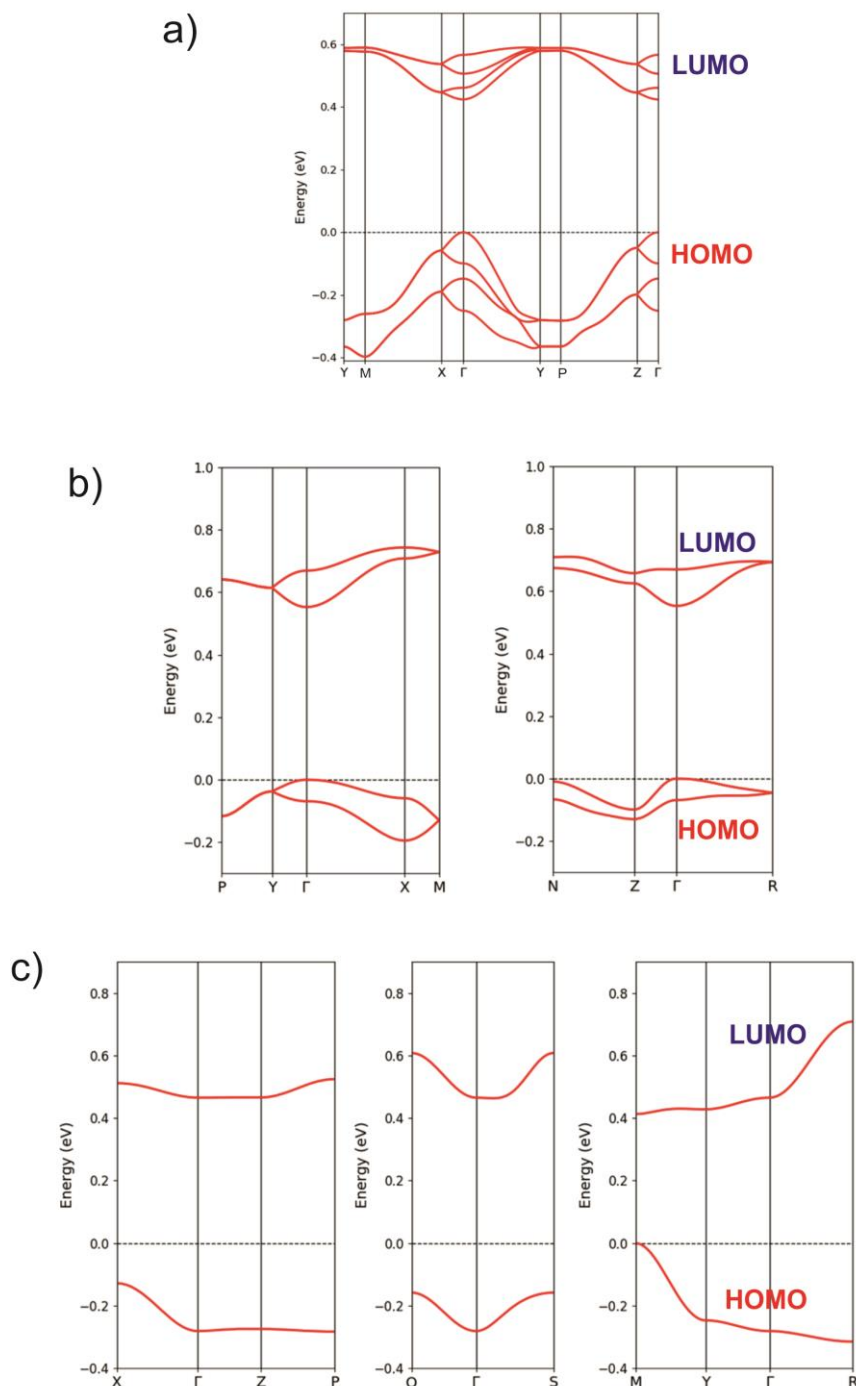 a)
0.6
0.4
0.2
0.0
−0.2
−0.4
Energy (eV)
LUMO
HOMO
Y M X Γ Y P Z Γ
b)
1.0
0.8
0.6
0.4
0.2
0.0
−0.2
Energy (eV)
P Y Γ X M
1.0
0.8
0.6
0.4
0.2
0.0
−0.2
Energy (eV)
LUMO
HOMO
N Z Γ R
c)
0.8
0.6
0.4
0.2
0.0
−0.2
−0.4
Energy (eV)
X Γ Z P
0.8
0.6
0.4
0.2
0.0
−0.2
−0.4
Energy (eV)
Q Γ S
0.8
0.6
0.4
0.2
0.0
−0.2
−0.4
Energy (eV)
LUMO
HOMO
M Y Γ R